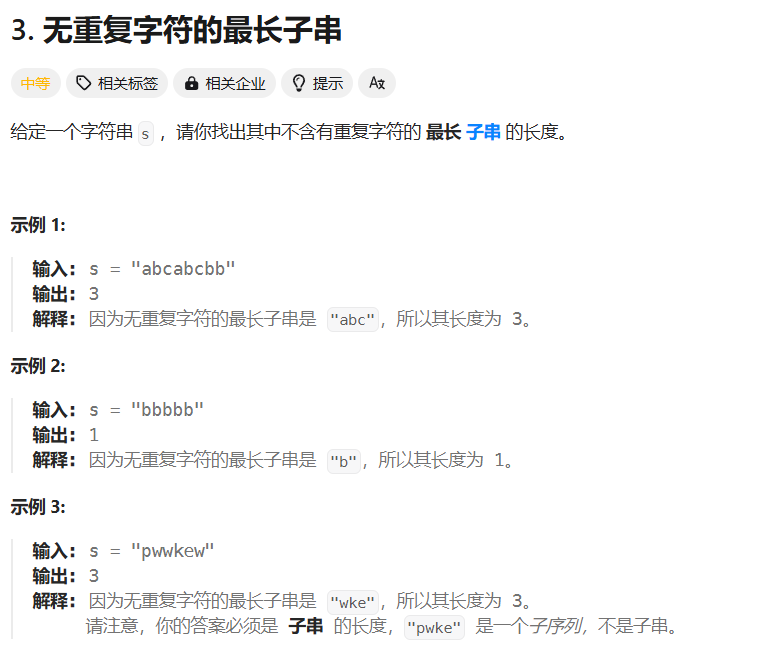 3. 无重复字符的最长子串
中等 相关标签 相关企业 提示 Aあ
给定一个字符串 s ，请你找出其中不含有重复字符的 最长 子串 的长度。
示例 1:
输入: s = "abcabcbb"
输出: 3
解释: 因为无重复字符的最长子串是 "abc"，所以其长度为 3。
示例 2:
输入: s = "bbbbb"
输出: 1
解释: 因为无重复字符的最长子串是 "b"，所以其长度为 1。
示例 3:
输入: s = "pwwkew"
输出: 3
解释: 因为无重复字符的最长子串是 "wke"，所以其长度为 3。
请注意，你的答案必须是 子串 的长度，"pwke" 是一个子序列，不是子串。